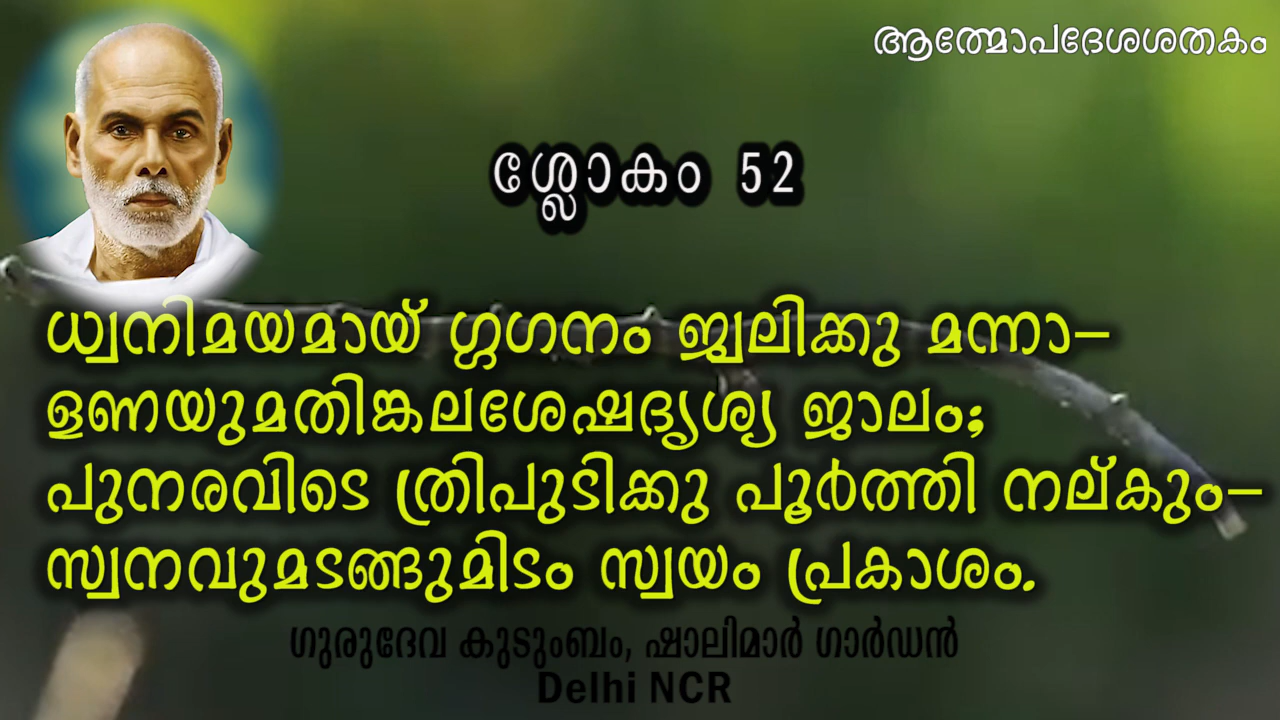 ആത്മോപദേശശതകം
ശ്ലോകം 52
ധ്വനിമയമായ് ഗ്ഗഗനം ജ്വലിക്കു മന്നാ–
ളണയുമതിങ്കലശേഷദൃശ്യ ജാലം;
പുനരവിടെ ത്രിപുടിക്കു പൂർത്തി നല്കും–
സ്വനവുമടങ്ങുമിടം സ്വയം പ്രകാശം.
ഗുരുദേവ കുടുംബം, ഷാലിമാർ ഗാർഡൻ
Delhi NCR